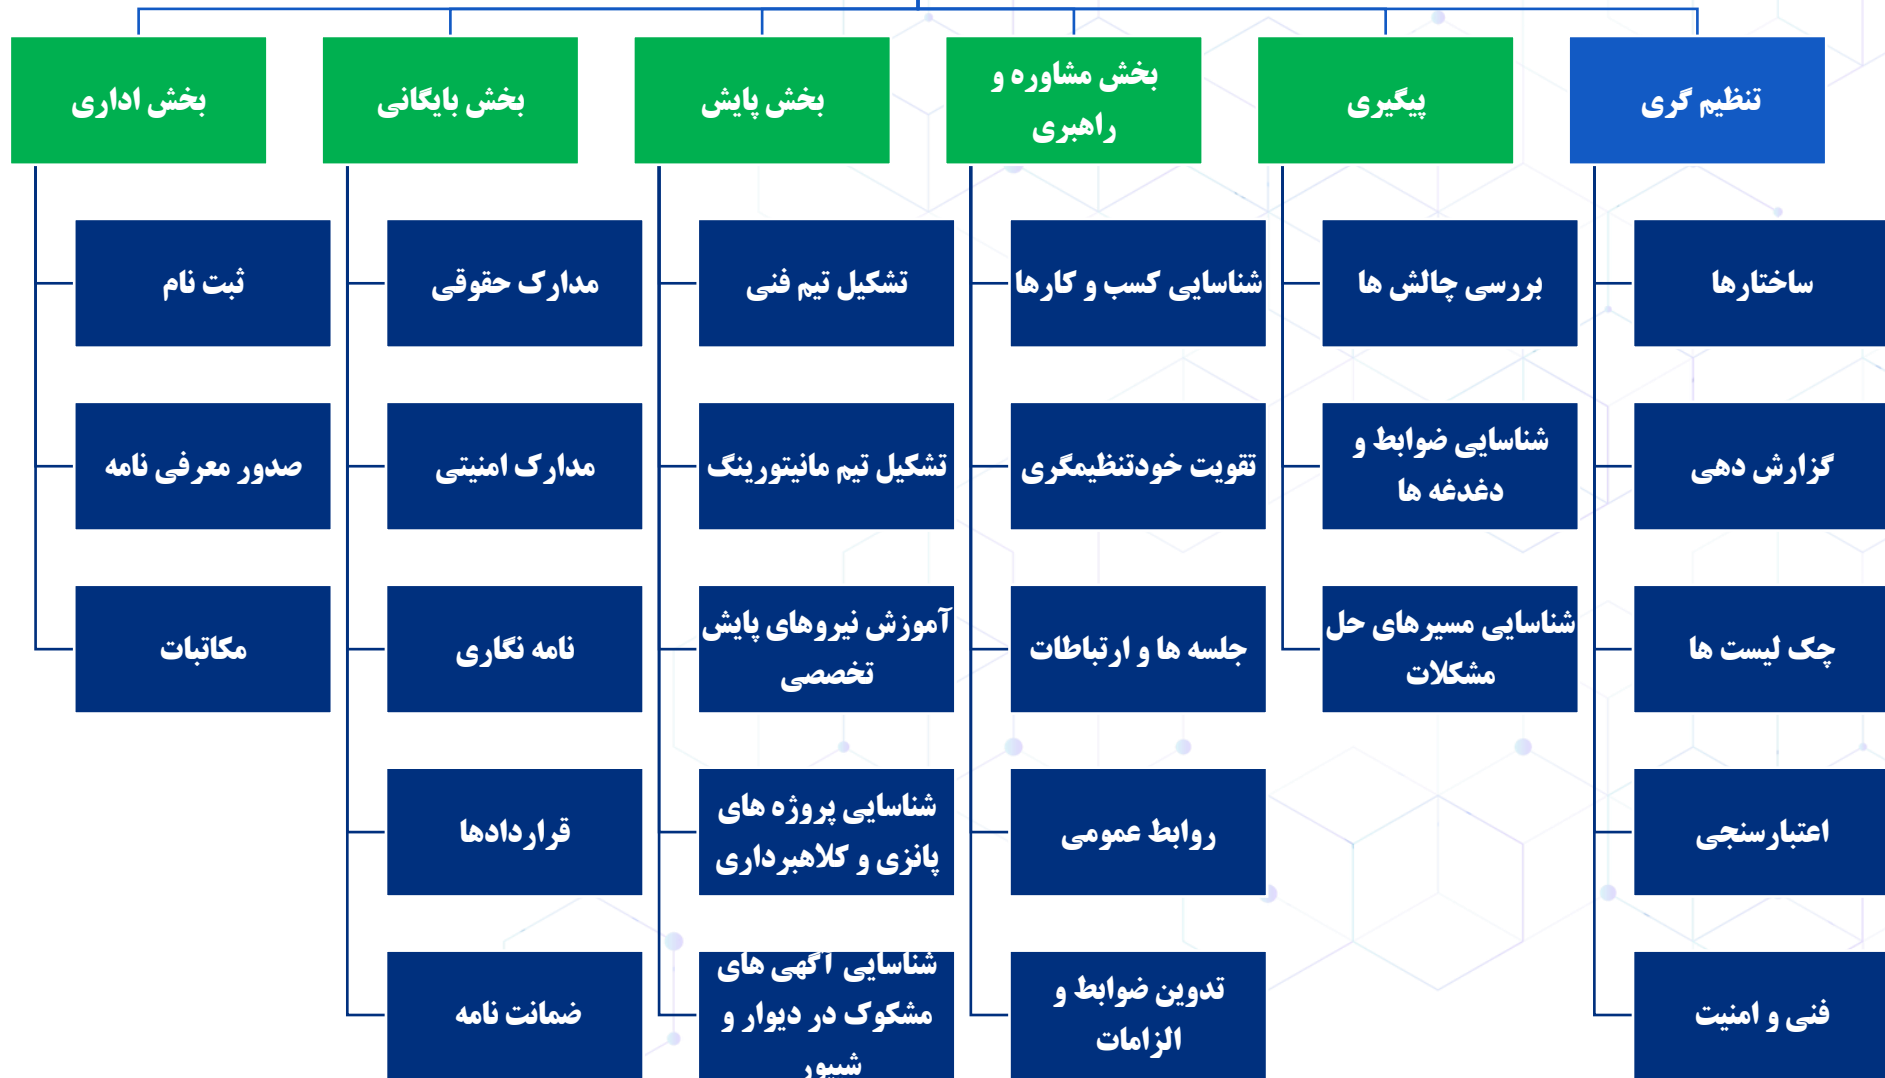 تنظیم گری
ساختارها
گزارش دهی
چک لیست ها
اعتبارسنجی
فنی و امنیت
پیگیری
بررسی چالش ها
شناسایی ضوابط و
دغدغه ها
شناسایی مسیرهای حل
مشکلات
بخش مشاوره و
راهبری
شناسایی کسب و کارها
تقویت خودتنظیمگری
جلسه ها و ارتباطات
روابط عمومی
تدوین ضوابط و
الزامات
بخش پایش
تشکیل تیم فنی
تشکیل تیم مانیتورینگ
آموزش نیروهای پایش
تخصصی
شناسایی پروژه های
پانزی و کلاهبرداری
شناسایی آگهی های
مشکوک در دیوار و
شیپور
بخش بایگانی
مدارک حقوقی
مدارک امنیتی
نامه نگاری
قراردادها
ضمانت نامه
بخش اداری
ثبت نام
صدور معرفی نامه
مکاتبات